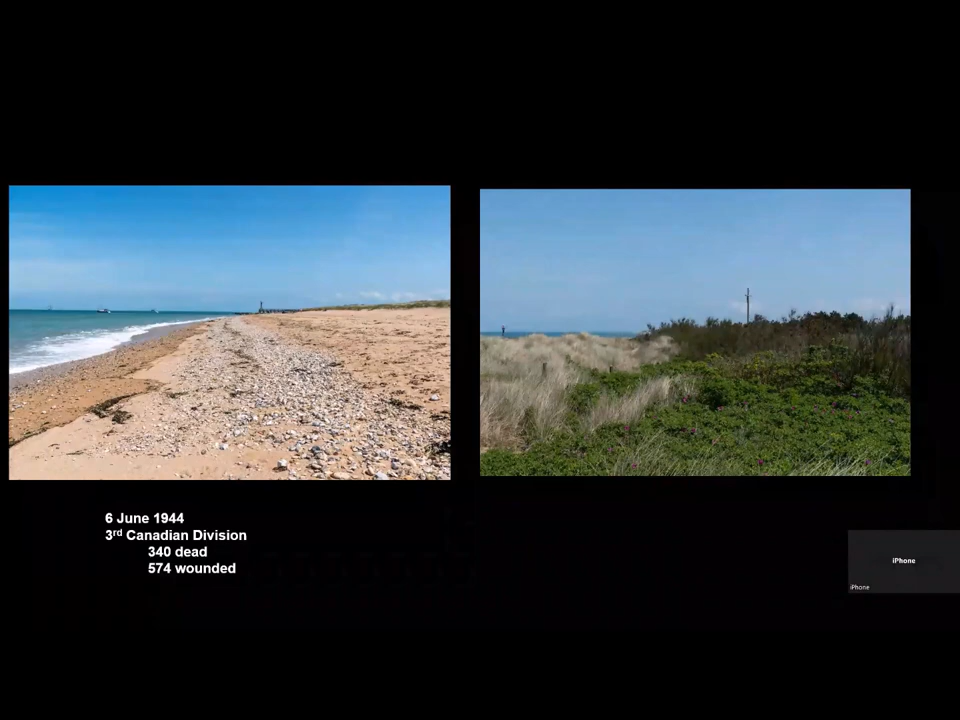 6 June 1944
3rd Canadian Division
340 dead
574 wounded
iPhone
iPhone